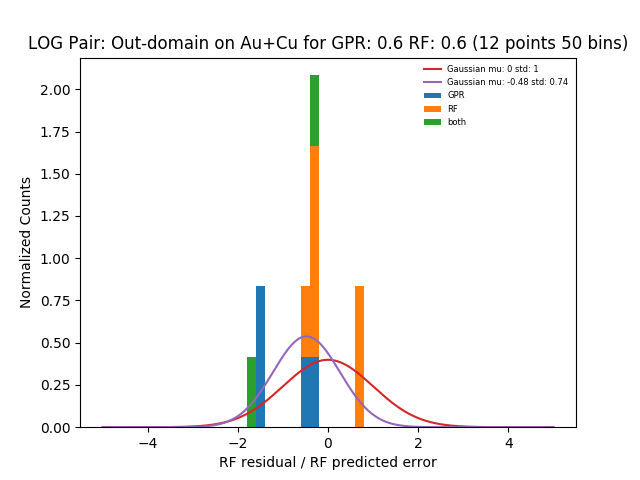 LOG Pair: Out-domain on Au+Cu for GPR: 0.6 RF: 0.6 (12 points 50 bins)
Gaussian mu: 0 std: 1
Gaussian mu: -0.48 std: 0.74
GPR
RF
both
2.00
1.75
1.50
1.25
1.00
0.75
0.50
0.25
0.00
Normalized Counts
−4 −2 0 2 4
RF residual / RF predicted error